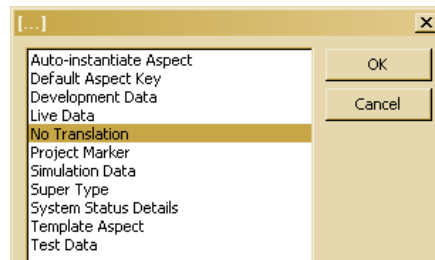 [...]
Auto-instantiate Aspect
OK
Default Aspect Key
Development Data
Cancel
Live Data
No Translation
Project Marker
Simulation Data
Super Type
System Status Details
Template Aspect
Test Data